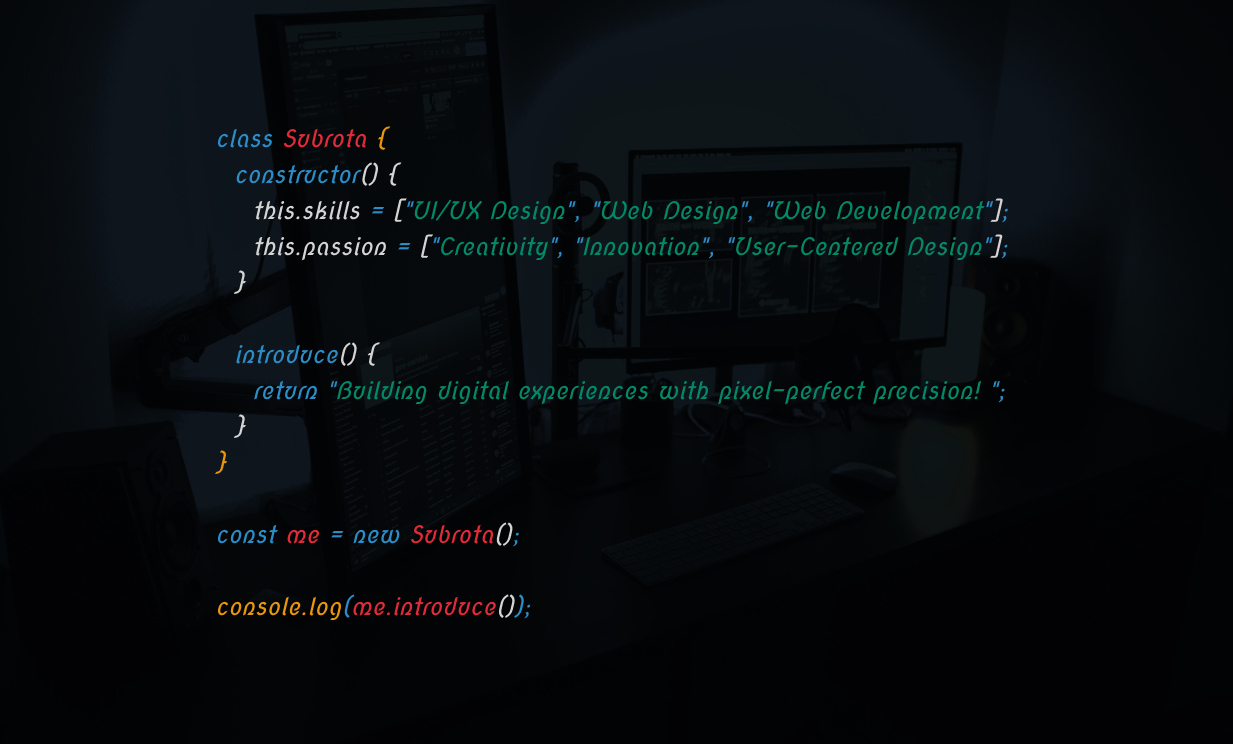 class Subrota {
constructor() {
this.skills = ["UI/UX Design", "Web Design", "Web Development"];
this.passion = ["Creativity", "Innovation", "User-Centered Design"];
}
introduce() {
return "Building digital experiences with pixel-perfect precision! ";
}
}
const me = new Subrota();
console.log(me.introduce());